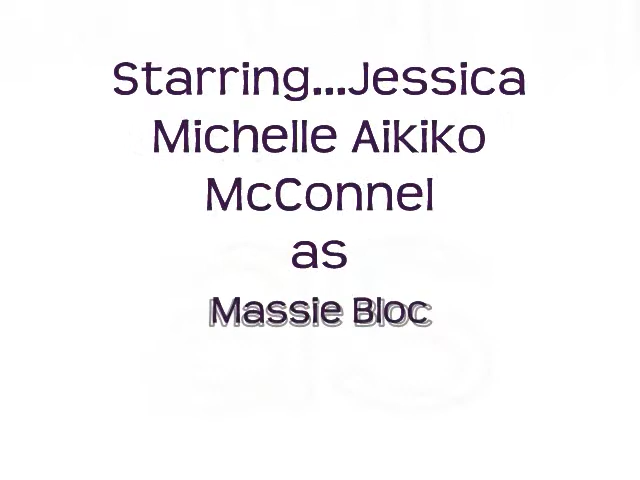 Starring...Jessica
Michelle Aikiko
McConnel
as
Massie Bloc